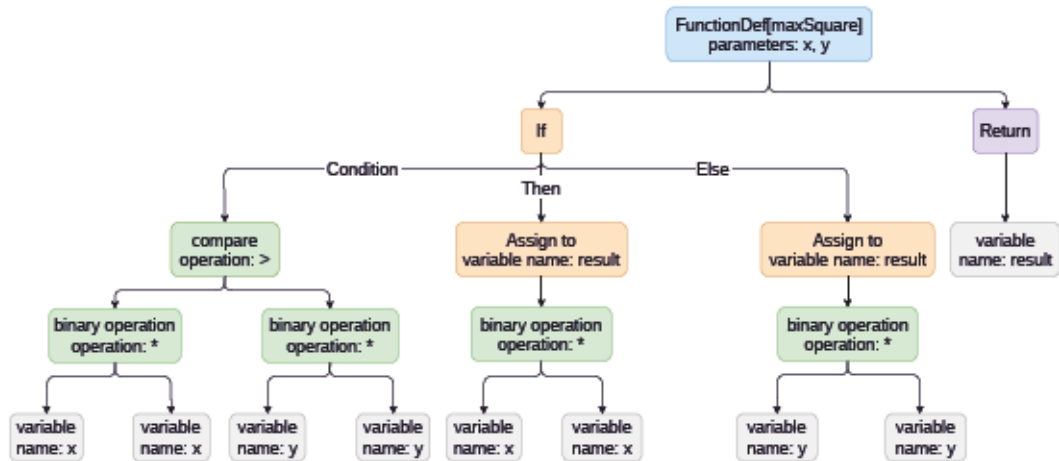 FunctionDef[maxSquare]
parameters: x, y
If
Return
Condition
Then
Else
compare
operation: >
Assign to
variable name: result
Assign to
variable name: result
variable
name: result
binary operation
operation: *
binary operation
operation: *
binary operation
operation: *
binary operation
operation: *
variable
name: x
variable
name: x
variable
name: y
variable
name: y
variable
name: x
variable
name: x
variable
name: y
variable
name: y